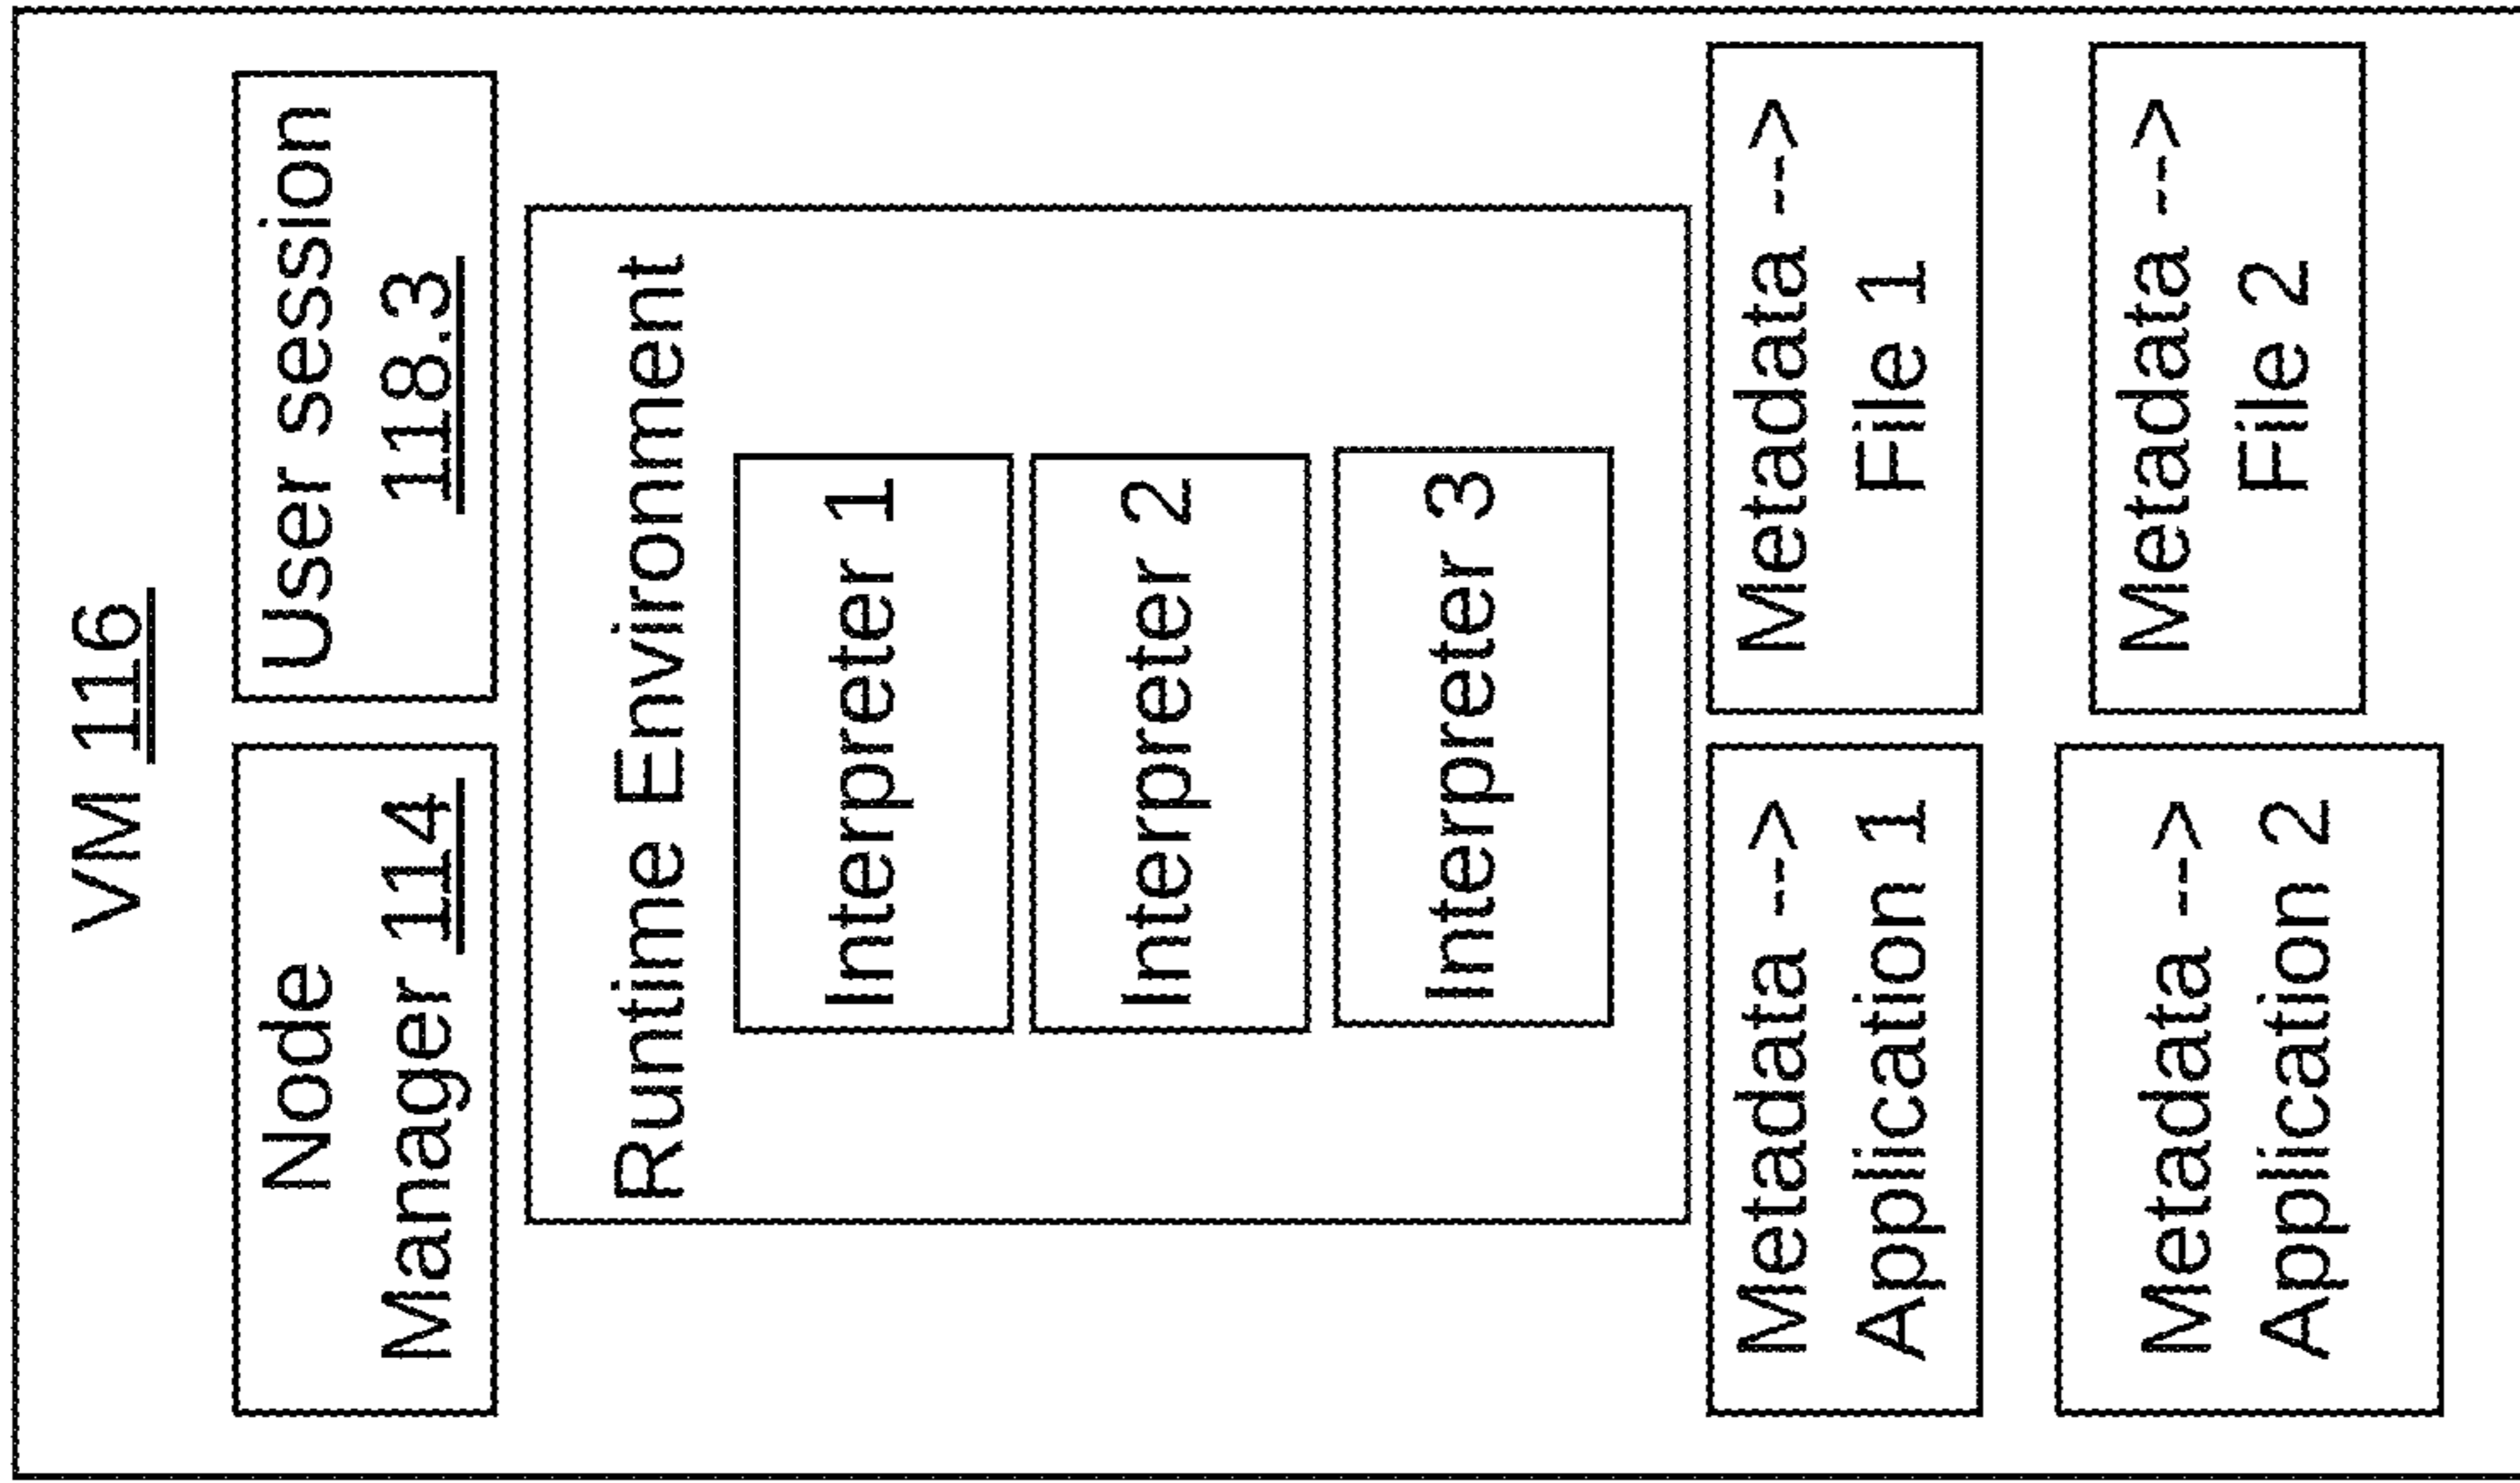 VM 116
Node
Manager 114
User session
118.3
Runtime Environment
Interpreter 1
Interpreter 2
Interpreter 3
Metadata -->
Application 1
Metadata -->
File 1
Metadata -->
Application 2
Metadata -->
File 2